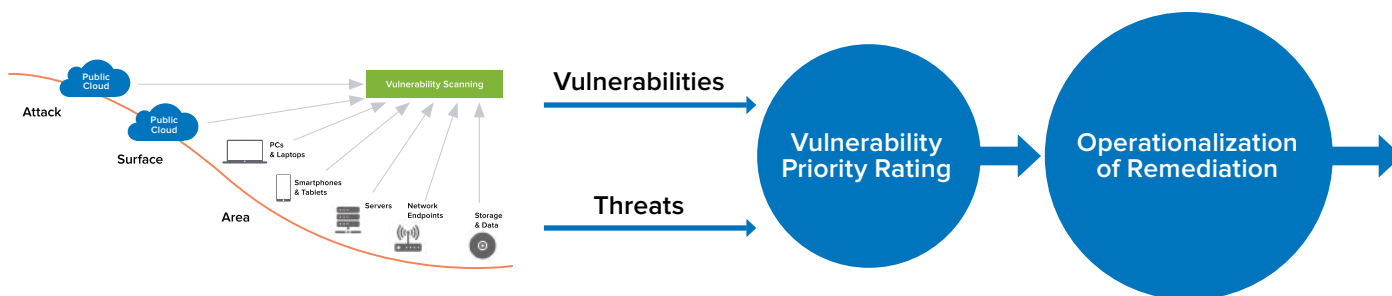 Public
Cloud
Attack
Public
Cloud
Surface
Area
Vulnerability Scanning
PCs
& Laptops
Smartphones
& Tablets
Servers
Network
Endpoints
Storage
& Data
Vulnerabilities
Threats
Vulnerability
Priority Rating
Operationalization
of Remediation